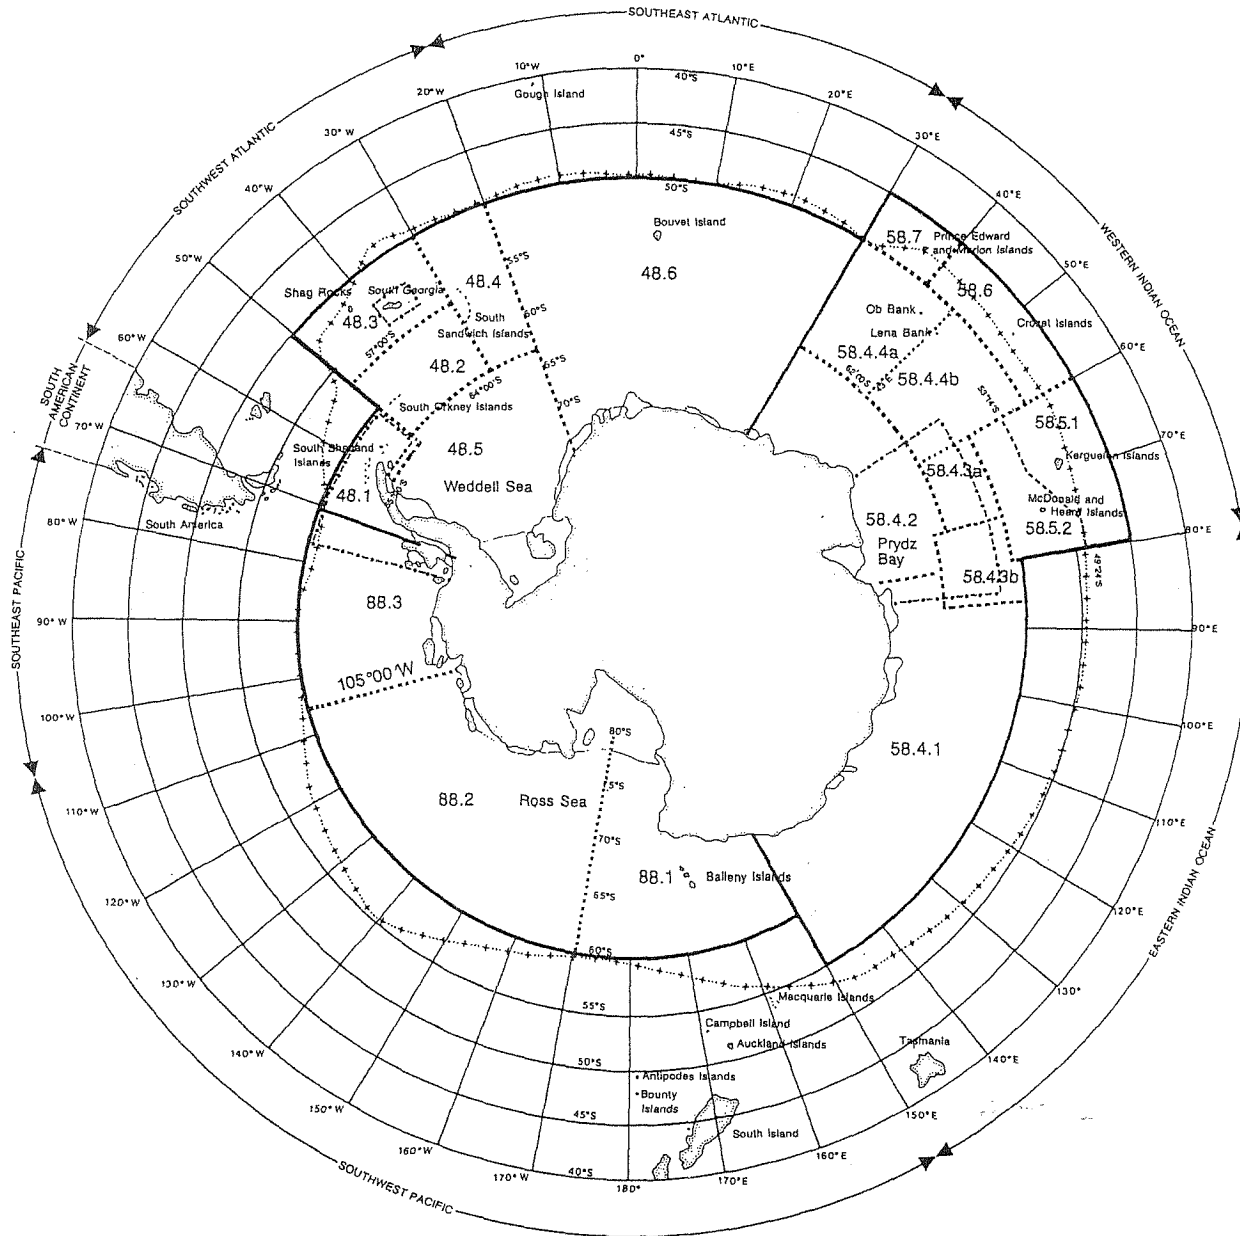 SOUTHEAST ATLANTIC
10°W
0°
40°S
10°E
20°W
Gough Island
20°E
30°W
45°S
30°E
SOUTHWEST ATLANTIC
40°W
50°S
40°E
WESTERN INDIAN OCEAN
Bouvet Island
58.7
Prince Edward
and Marion Islands
50°W
48.4
55°S
48.6
50°E
Shag Rocks
South Georgia
58.6
48.3
South
Sandwich Islands
60°S
Ob Bank
Crozet Islands
60°W
57°00'S
Lena Bank
60°E
SOUTH
AMERICAN
CONTINENT
48.2
65°S
58.4.4a
62°00'S
58.4.4b
64°00'S
70°S
South Orkney Islands
70°W
58.5.1
70°E
South Shetland
Islands
48.5
Kerguelen Islands
Weddell Sea
58.4.3a
48.1
McDonald and
Heard Islands
80°W
South America
58.4.2
58.5.2
80°E
Prydz
Bay
49°24'S
58.4.3b
SOUTHEAST PACIFIC
88.3
90°W
90°E
105°00'W
100°W
100°E
80°S
58.4.1
75°S
88.2
Ross Sea
110°W
110°E
70°S
88.1
Balleny Islands
65°S
120°W
120°E
EASTERN INDIAN OCEAN
60°S
130°W
130°
Macquarie Islands
55°S
Campbell Island
Auckland Islands
Tasmania
140°W
140°E
50°S
Antipodes Islands
Bounty
Islands
150°W
150°E
45°S
South Island
160°W
160°E
40°S
170°W
180°
170°E
SOUTHWEST PACIFIC